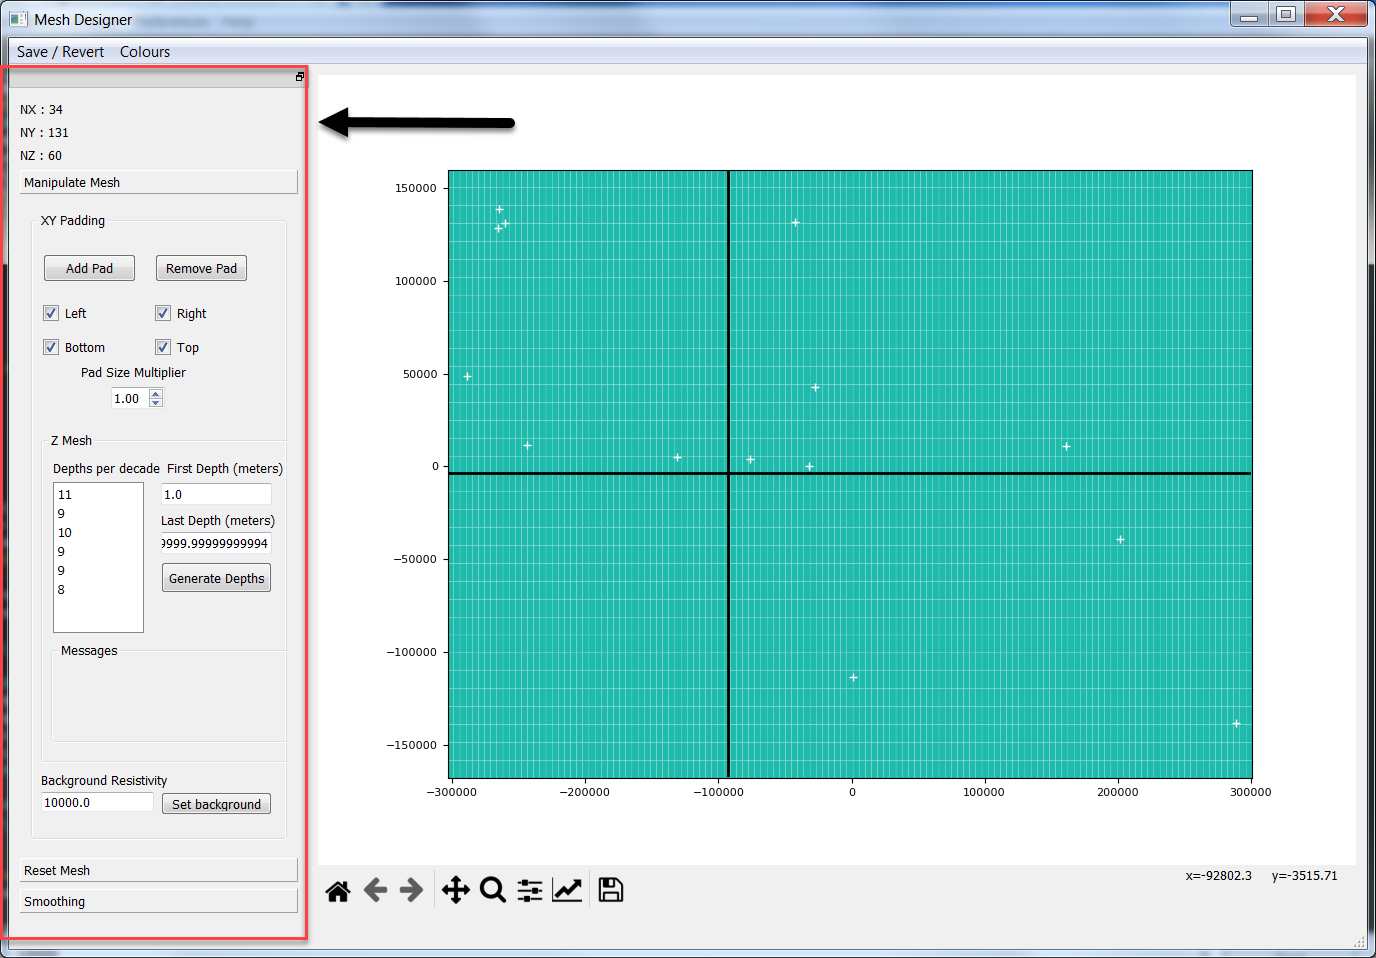 Mesh Designer
Save / Revert Colours
NX : 34
NY : 131
NZ : 60
Manipulate Mesh
XY Padding
Add Pad Remove Pad
Left Right
Bottom Top
Pad Size Multiplier
1.00
Z Mesh
Depths per decade First Depth (meters)
11
9
10
9
9
8
1.0
Last Depth (meters)
9999.99999999994
Generate Depths
Messages
Background Resistivity
10000.0 Set background
Reset Mesh
Smoothing
150000
100000
50000
0
−50000
−100000
−150000
−300000 −200000 −100000 0 100000 200000 300000
x=-92802.3 y=-3515.71